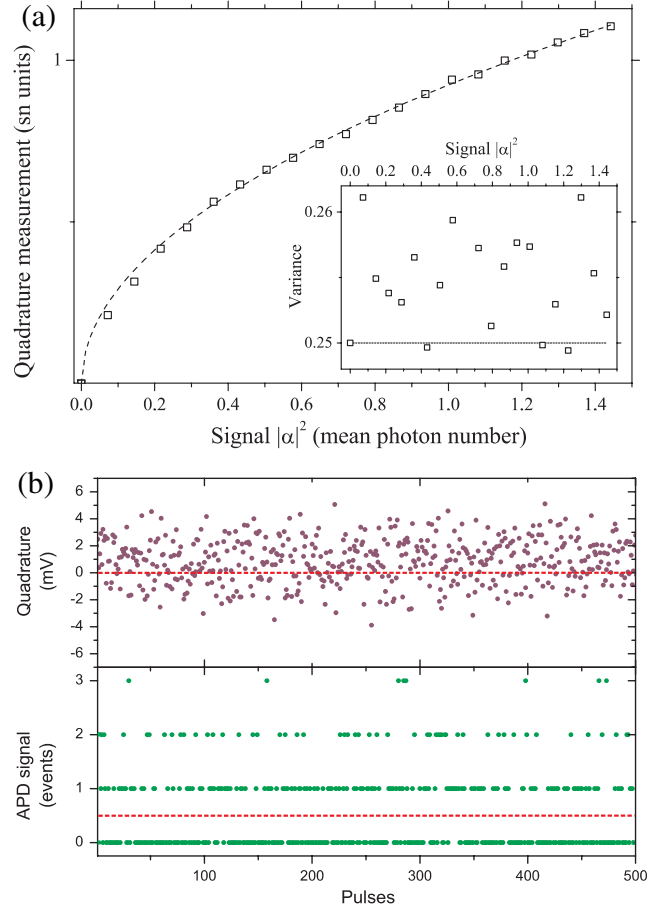 (a)
Quadrature measurement (sn units)
1
0.0 0.2 0.4 0.6 0.8 1.0 1.2 1.4
Signal |α|²(mean photon number)
Signal |α|²
0.0 0.2 0.4 0.6 0.8 1.0 1.2 1.4
Variance
0.26
0.25
(b)
Quadrature
(mV)
6
4
2
0
-2
-4
-6
APD signal
(events)
3
2
1
0
100 200 300 400 500
Pulses